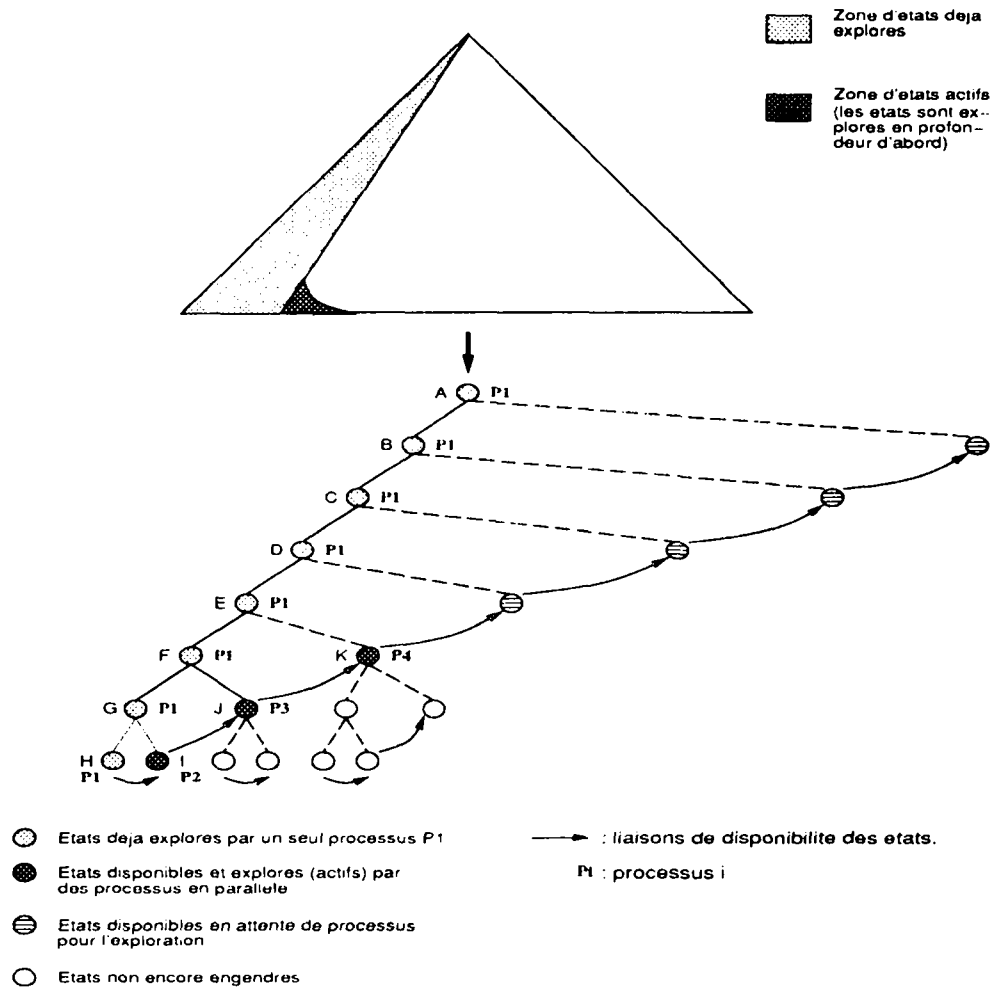 Zone d'etats deja
explores
Zone d'etats actifs
(les etats sont ex--
plores en profon-
deur d'abord)
A P1
B P1
C P1
D P1
E P1
F P1 K P4
G P1 J P3
H I
P1 P2
Etats deja explores par un seul processus P1
Etats disponibles et explores (actifs) par
des processus en parallele
Etats disponibles en attente de processus
pour l'exploration
Etats non encore engendres
: liaisons de disponibilite des etats.
Pi : processus i